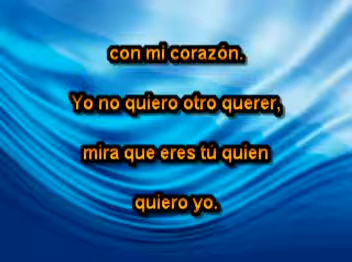 con mi corazón.
Yo no quiero otro querer,
mira que eres tú quien
quiero yo.